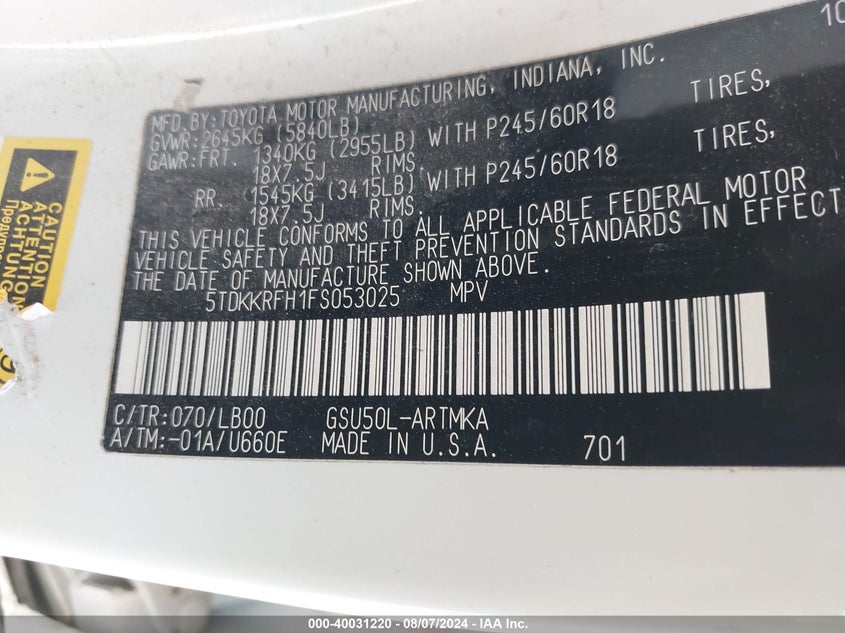 10
MFD.BY:TOYOTA MOTOR MANUFACTURING, INDIANA, INC.
GVWR:2645KG (5840LB)
GAWR:FRT. 1340KG (2955LB) WITH P245/60R18 TIRES,
18X7.5J RIMS.
RR. 1545KG (3415LB) WITH P245/60R18 TIRES,
18X7.5J RIMS.
THIS VEHICLE CONFORMS TO ALL APPLICABLE FEDERAL MOTOR
VEHICLE SAFETY AND THEFT PREVENTION STANDARDS IN EFFECT
THE DATE OF MANUFACTURE SHOWN ABOVE.
5TDKKRFH1FS053025 MPV
C/TR:070/LB00 GSU50L-ARTMKA
A/TM:-01A/U660E MADE IN U.S.A. 701
CAUTION
ATTENTION
ACHTUNG
000-40031220 - 08/07/2024 - IAA Inc.